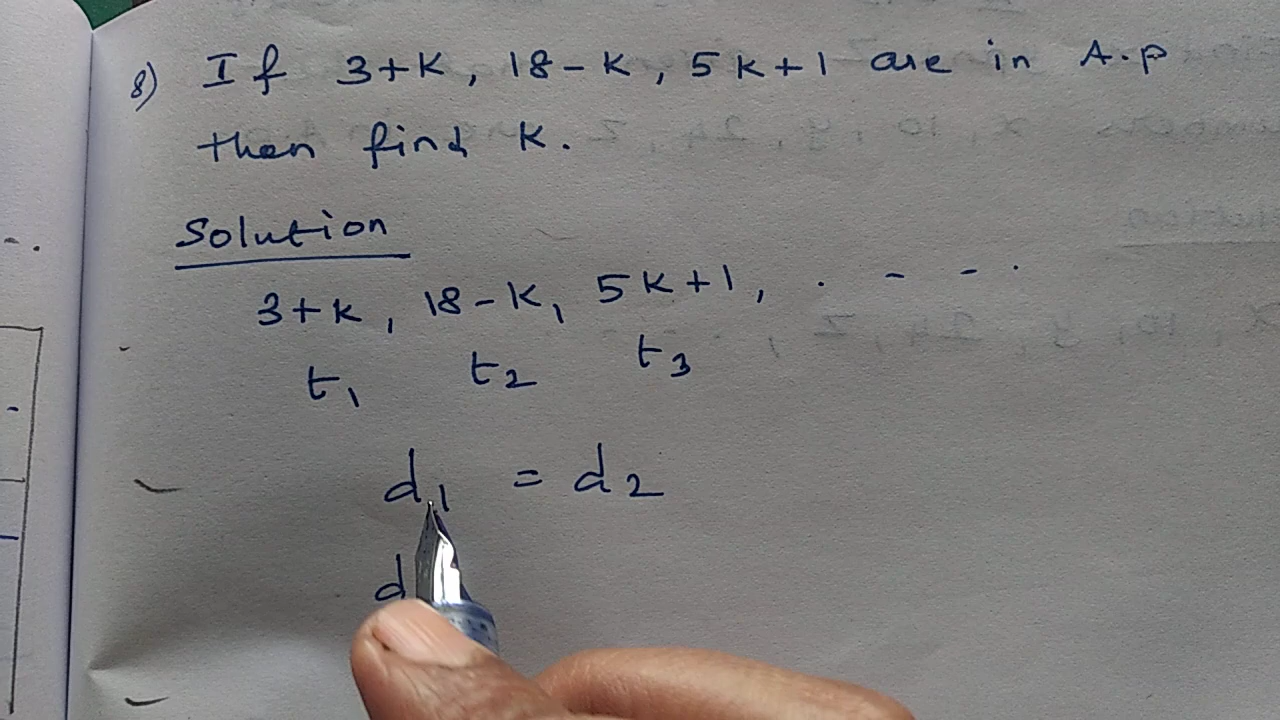 8) If 3+K, 18-K, 5K+1 are in A.P
then find K.
Solution
3+K, 18-K, 5K+1, . - - .
t1 t2 t3
d1 = d2
d